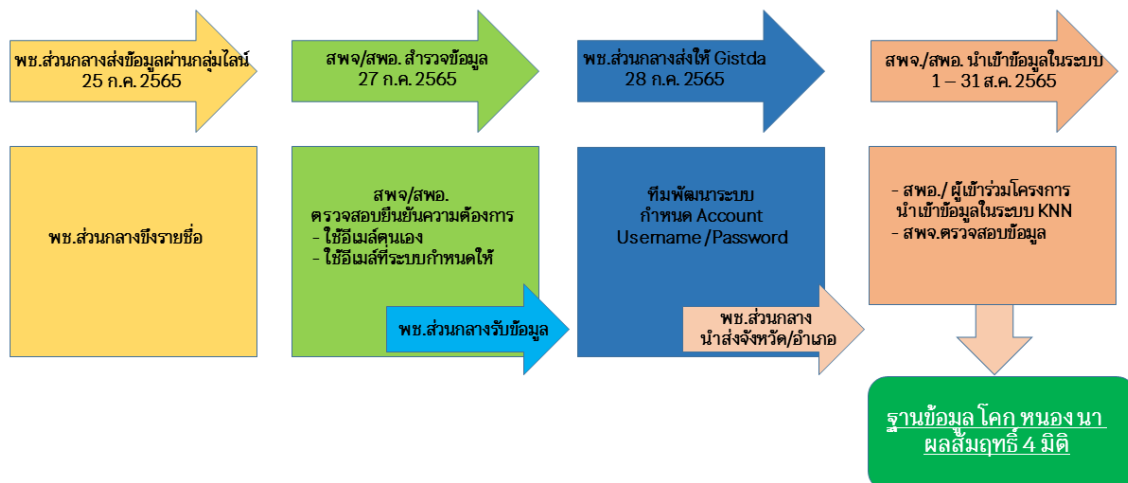 พช.ส่วนกลางส่งข้อมูลผ่านกลุ่มไลน์
25 ก.ค. 2565
สพจ/สพอ. สำรวจข้อมูล
27 ก.ค. 2565
พช.ส่วนกลางส่งให้ Gistda
28 ก.ค. 2565
สพจ./สพอ. นำเข้าข้อมูลในระบบ
1 – 31 ส.ค. 2565
พช.ส่วนกลางขึงรายชื่อ
สพจ/สพอ.
ตรวจสอบยืนยันความต้องการ
- ใช้อีเมล์ตนเอง
- ใช้อีเมล์ที่ระบบกำหนดให้
พช.ส่วนกลางรับข้อมูล
ทีมพัฒนาระบบ
กำหนด Account
Username /Password
พช.ส่วนกลาง
นำส่งจังหวัด/อำเภอ
- สพอ./ ผู้เข้าร่วมโครงการ
นำเข้าข้อมูลในระบบ KNN
- สพจ.ตรวจสอบข้อมูล
ฐานข้อมูล โคก หนอง นา
ผลสัมฤทธิ์ 4 มิติ